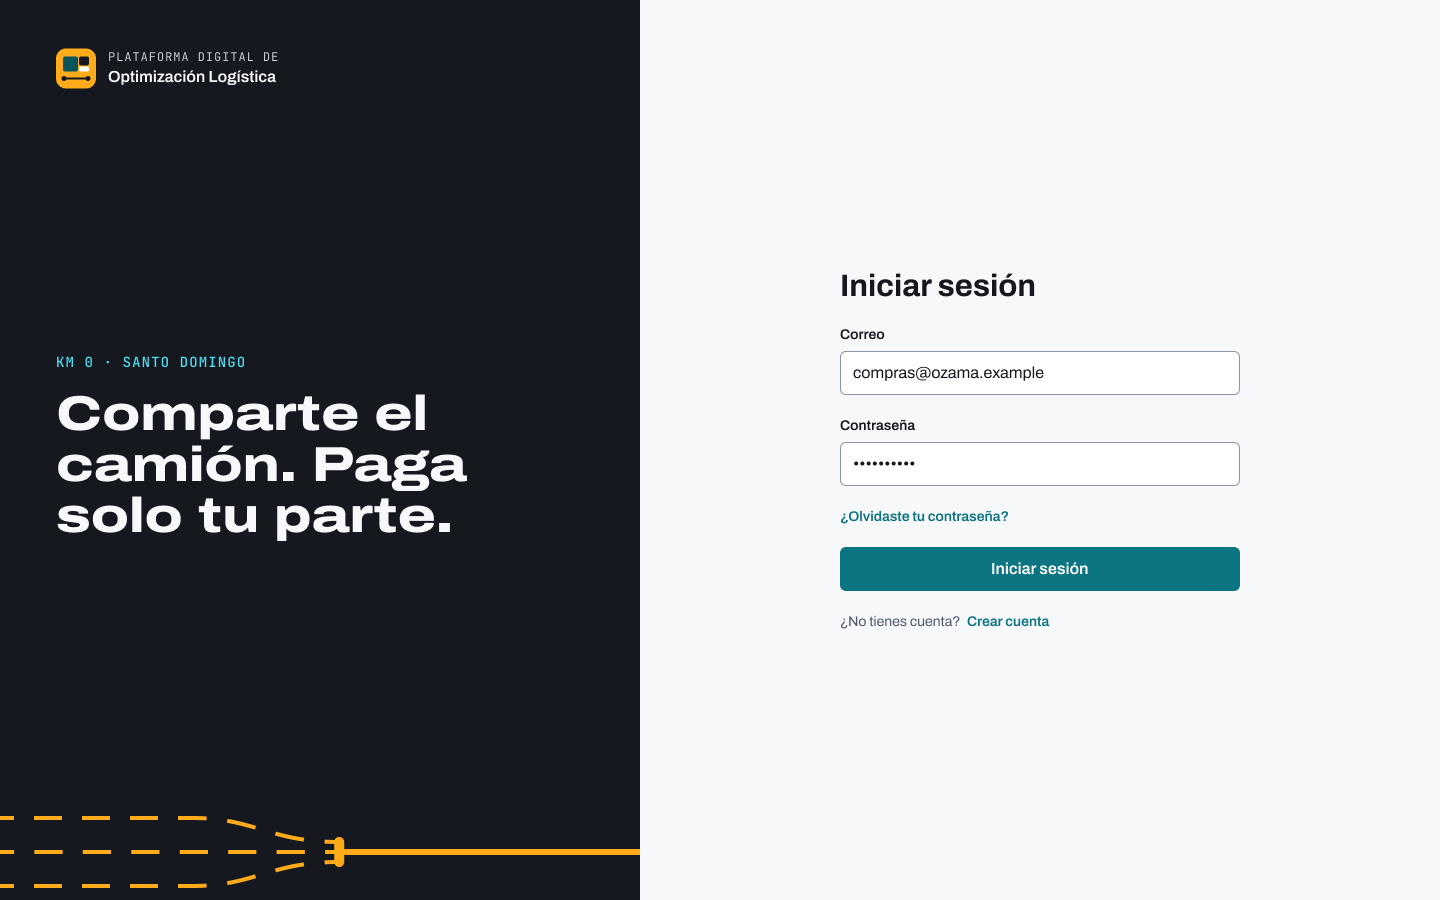 PLATAFORMA DIGITAL DE
Optimización Logística
KM 0 · SANTO DOMINGO
Comparte el
camión. Paga
solo tu parte.
Iniciar sesión
Correo
compras@ozama.example
Contraseña
••••••••••
¿Olvidaste tu contraseña?
Iniciar sesión
¿No tienes cuenta? Crear cuenta